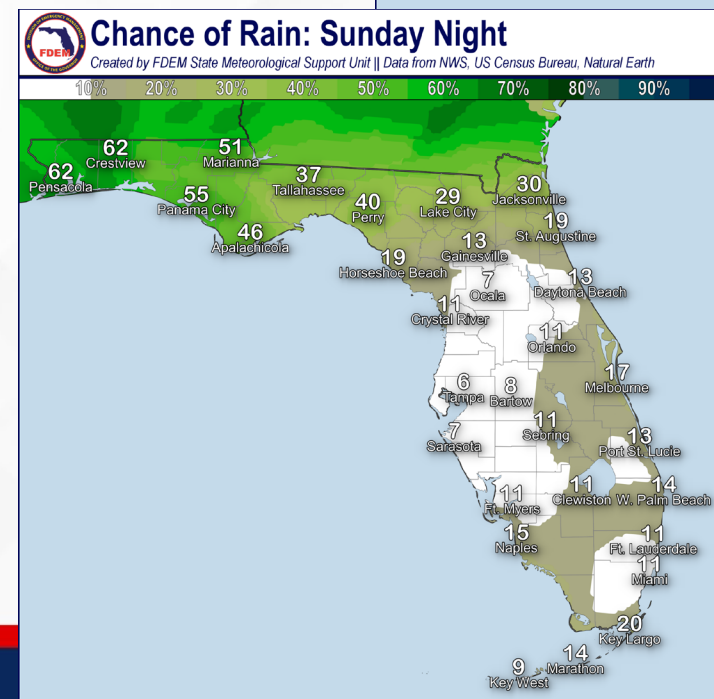 FDEM
Chance of Rain: Sunday Night
Created by FDEM State Meteorological Support Unit || Data from NWS, US Census Bureau, Natural Earth
10% 20% 30% 40% 50% 60% 70% 80% 90%
62
Crestview
51
Marianna
62
Pensacola
37
Tallahassee
55
Panama City
40
Perry
29
Lake City
30
Jacksonville
19
St. Augustine
46
Apalachicola
13
Gainesville
19
Horseshoe Beach
7
Ocala
13
Daytona Beach
11
Crystal River
11
Orlando
6
Tampa
8
Bartow
17
Melbourne
7
Sarasota
11
Sebring
13
Port St. Lucie
11
Ft. Myers
11
Clewiston
14
W. Palm Beach
15
Naples
11
Ft. Lauderdale
11
Miami
20
Key Largo
14
Marathon
9
Key West